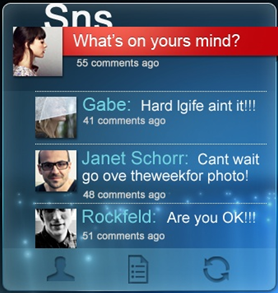 Sns
What's on yours mind?
55 comments ago
Gabe: Hard lgife aint it!!!
41 comments ago
Janet Schorr: Cant wait
go ove theweekfor photo!
48 comments ago
Rockfeld: Are you OK!!!
51 comments ago